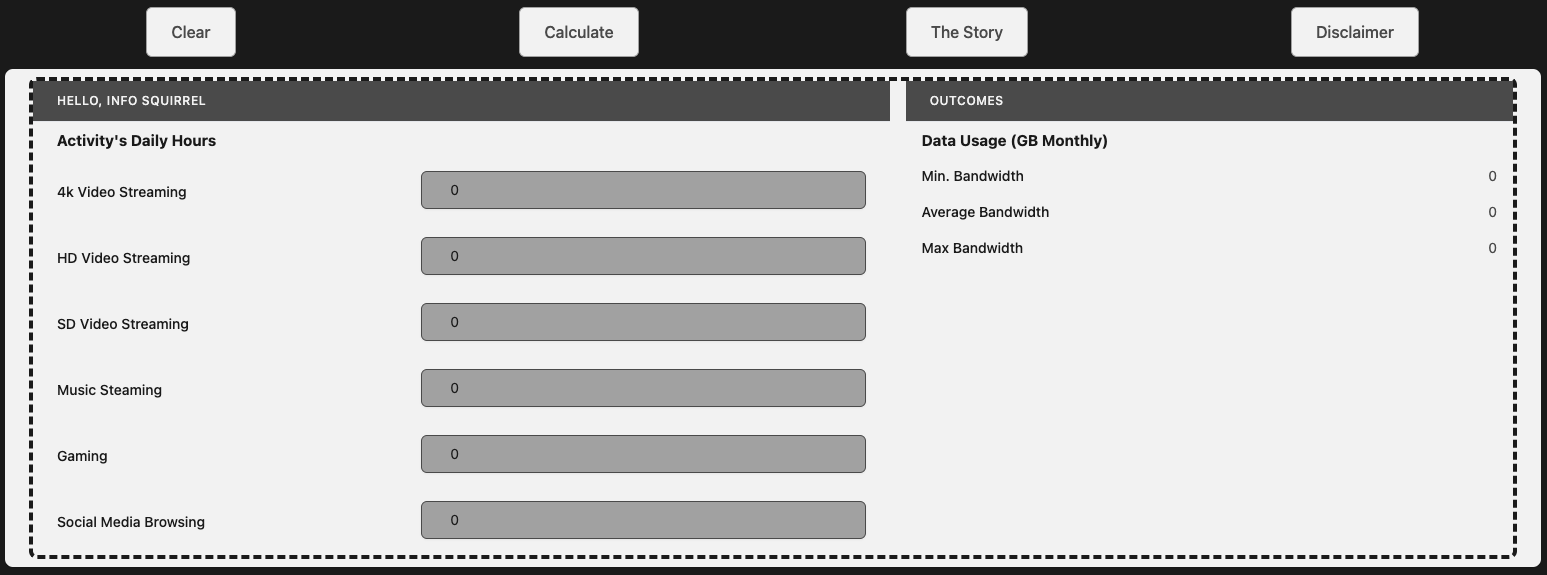 Clear
Calculate
The Story
Disclaimer
HELLO, INFO SQUIRREL
Activity's Daily Hours
4k Video Streaming 0
HD Video Streaming 0
SD Video Streaming 0
Music Steaming 0
Gaming 0
Social Media Browsing 0
OUTCOMES
Data Usage (GB Monthly)
Min. Bandwidth 0
Average Bandwidth 0
Max Bandwidth 0